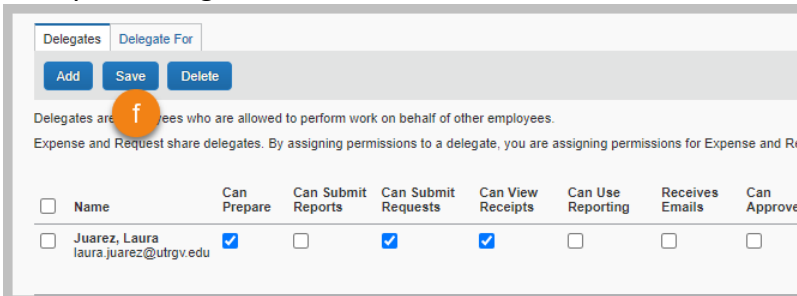 Delegates Delegate For
Add Save Delete
f
Delegates are employees who are allowed to perform work on behalf of other employees.
Expense and Request share delegates. By assigning permissions to a delegate, you are assigning permissions for Expense and Re
Name Can Prepare Can Submit Reports Can Submit Requests Can View Receipts Can Use Reporting Receives Emails Can Approve
Juarez, Laura
laura.juarez@utrgv.edu